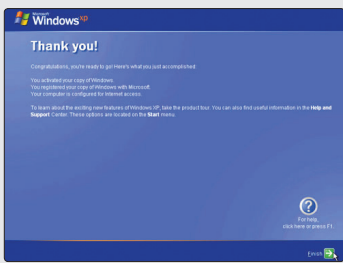 Microsoft
Windows xp
Thank you!
Congratulations, you're ready to go! Here's what you just accomplished:
You activated your copy of Windows.
You registered your copy of Windows with Microsoft.
Your computer is configured for Internet access.
To learn about the exciting new features of Windows XP, take the product tour. You can also find useful information in the Help and
Support Center. These options are located on the Start menu.
For help,
click here or press F1.
Finish